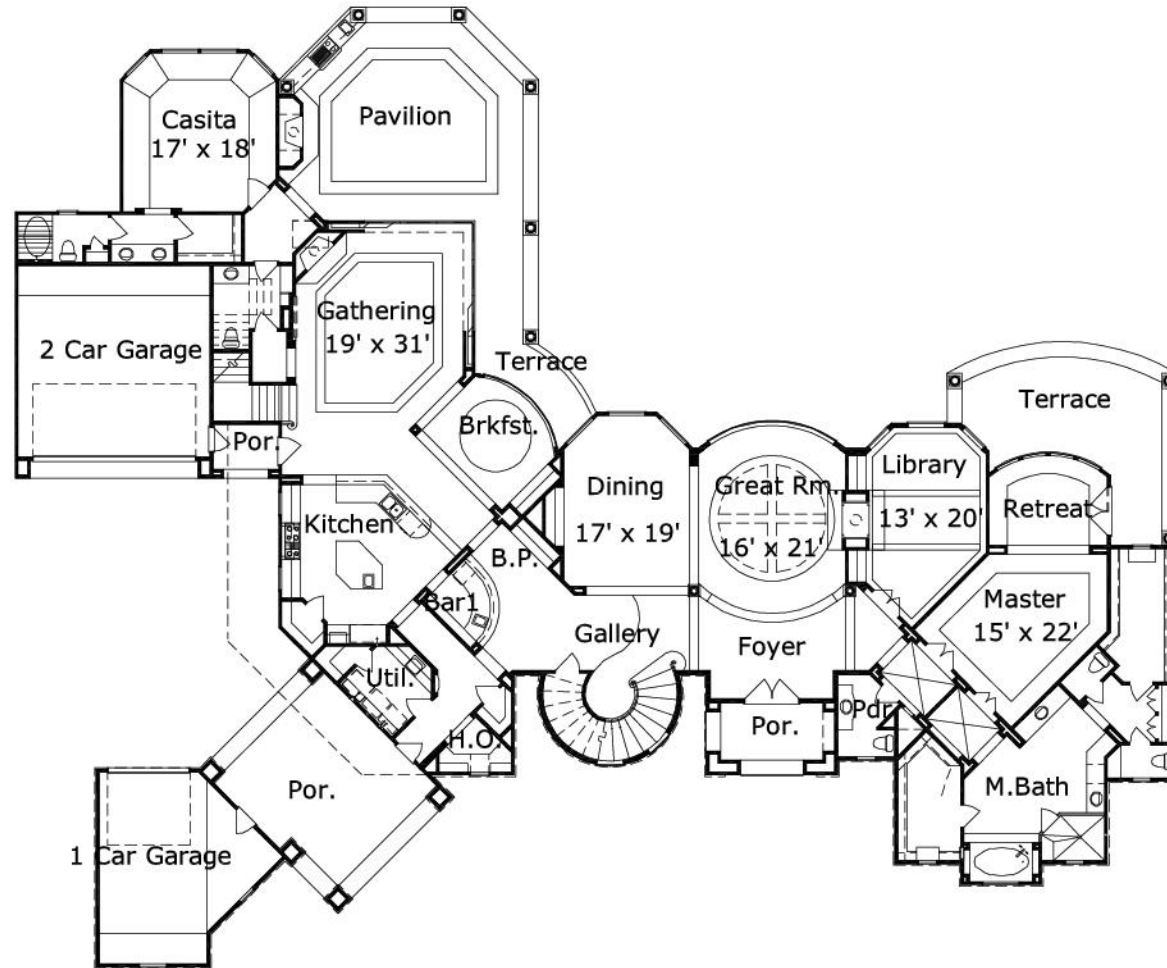 Casita
17' x 18'
Pavilion
2 Car Garage
Gathering
19' x 31'
Terrace
Por.
Brkfst.
Terrace
Kitchen
Dining
17' x 19'
Great Rm.
16' x 21'
Library
13' x 20'
Retreat
B.P.
Bar1
Gallery
Foyer
Master
15' x 22'
Util.
H.O.
Por.
Pdr.
M.Bath
Por.
1 Car Garage